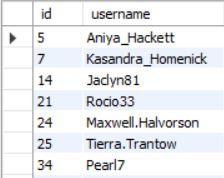 id username
5 Aniya_Hackett
7 Kasandra_Homenick
14 Jaclyn81
21 Rocio33
24 Maxwell.Halvorson
25 Tierra.Trantow
34 Pearl7